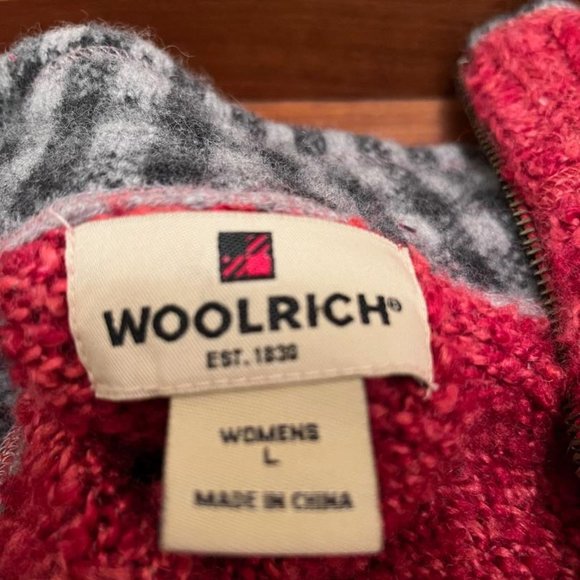 WOOLRICH®
EST. 1830
WOMENS
L
MADE IN CHINA